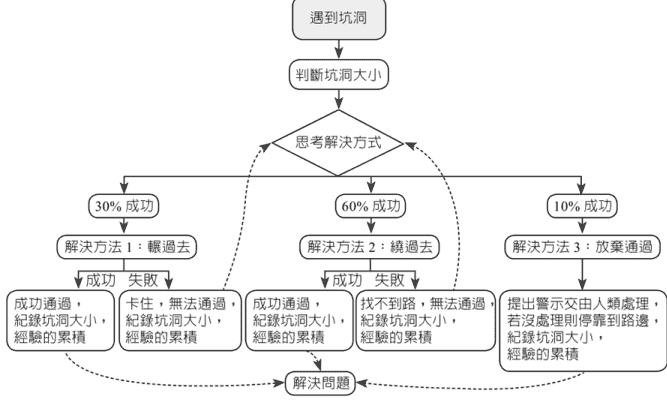 遇到坑洞
判斷坑洞大小
思考解決方式
30% 成功
60% 成功
10% 成功
解決方法 1:輾過去
解決方法 2:繞過去
解決方法 3:放棄通過
成功 失敗
成功 失敗
成功通過,
紀錄坑洞大小,
經驗的累積
卡住,無法通過,
紀錄坑洞大小,
經驗的累積
成功通過,
紀錄坑洞大小,
經驗的累積
找不到路,無法通過,
紀錄坑洞大小,
經驗的累積
提出警示交由人類處理,
若沒處理則停靠到路邊,
紀錄坑洞大小,
經驗的累積
解決問題